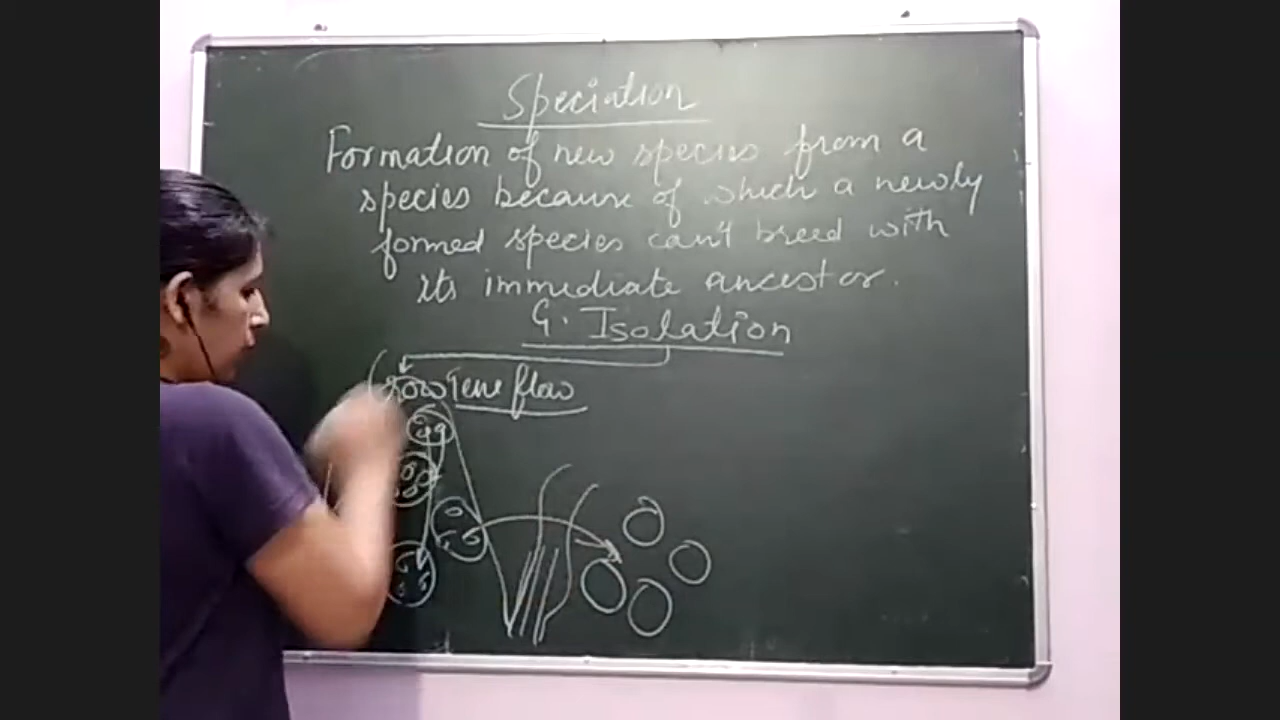 Speciation
Formation of new species from a
species because of which a newly
formed species can't breed with
its immediate ancestor.
G. Isolation
flow